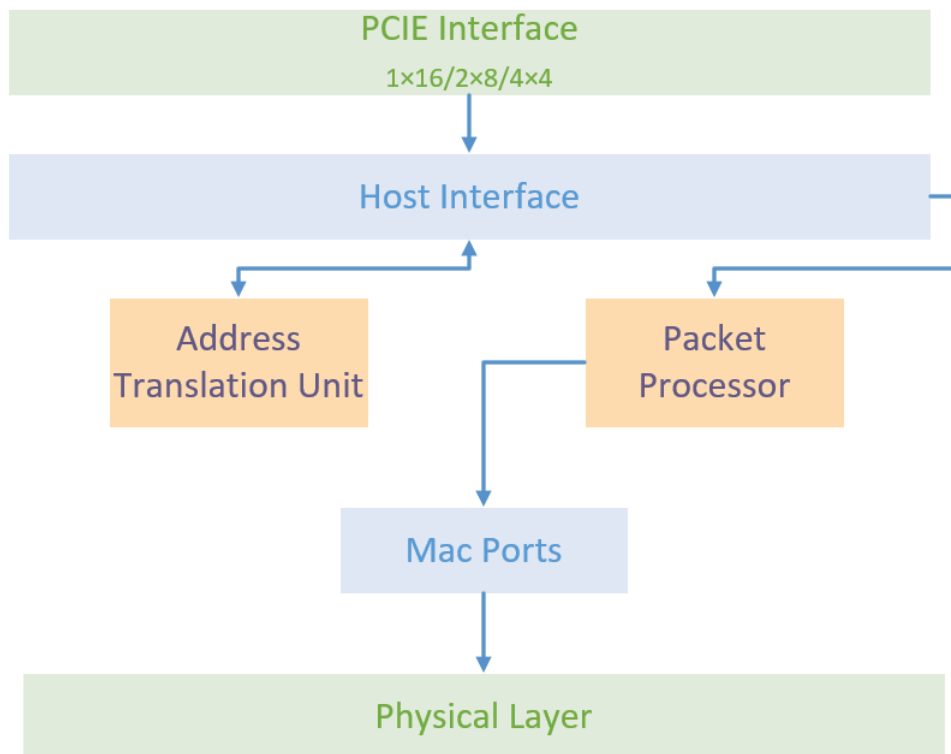 PCIE Interface
1×16/2×8/4×4
Host Interface
Address
Translation Unit
Packet
Processor
Mac Ports
Physical Layer